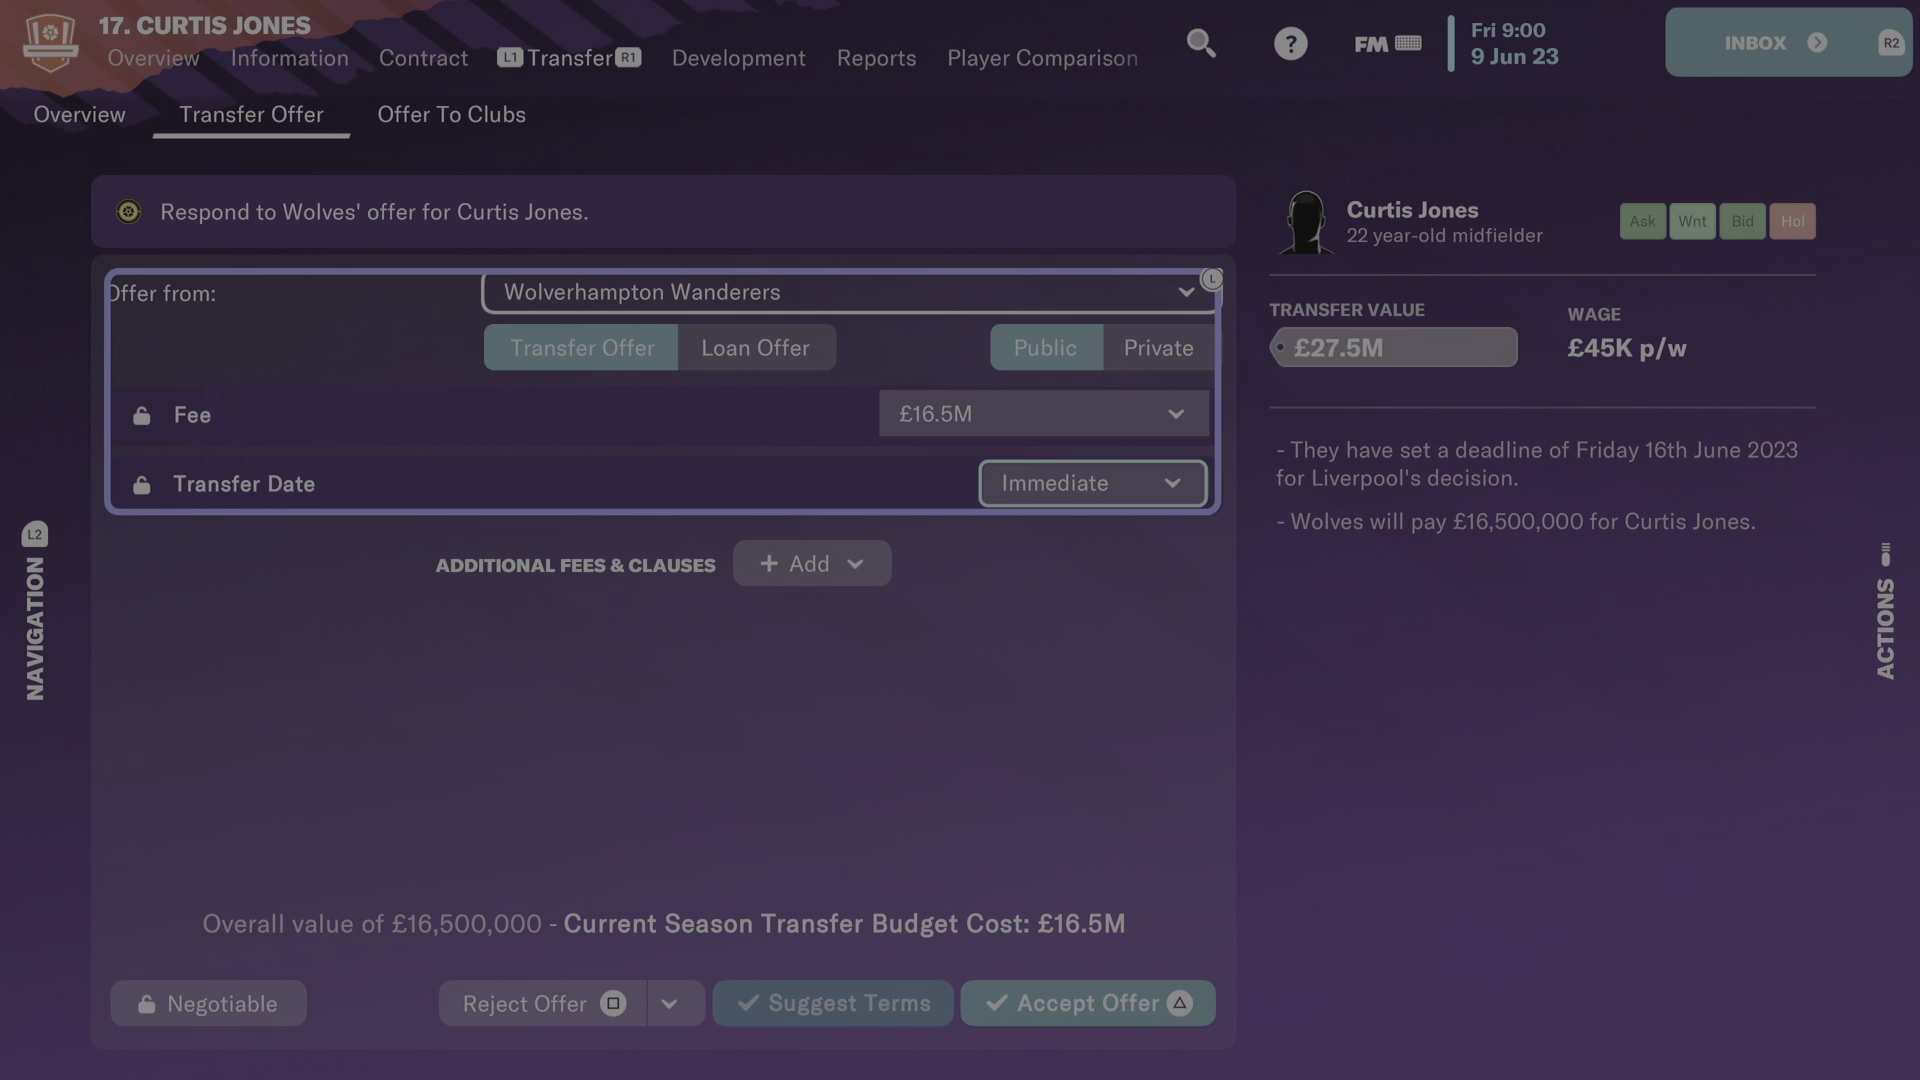 17. CURTIS JONES
Overview Information Contract L1 Transfer R1 Development Reports Player Comparison
? FM
Fri 9:00
9 Jun 23
INBOX R2
Overview Transfer Offer Offer To Clubs
Respond to Wolves' offer for Curtis Jones.
Offer from: Wolverhampton Wanderers L
Transfer Offer Loan Offer Public Private
Fee £16.5M
Transfer Date Immediate
ADDITIONAL FEES & CLAUSES + Add
Overall value of £16,500,000 - Current Season Transfer Budget Cost: £16.5M
Negotiable Reject Offer Suggest Terms Accept Offer
Curtis Jones
22 year-old midfielder
Ask Wnt Bid Hol
TRANSFER VALUE WAGE
£27.5M £45K p/w
- They have set a deadline of Friday 16th June 2023
for Liverpool's decision.
- Wolves will pay £16,500,000 for Curtis Jones.
L2
NAVIGATION
ACTIONS